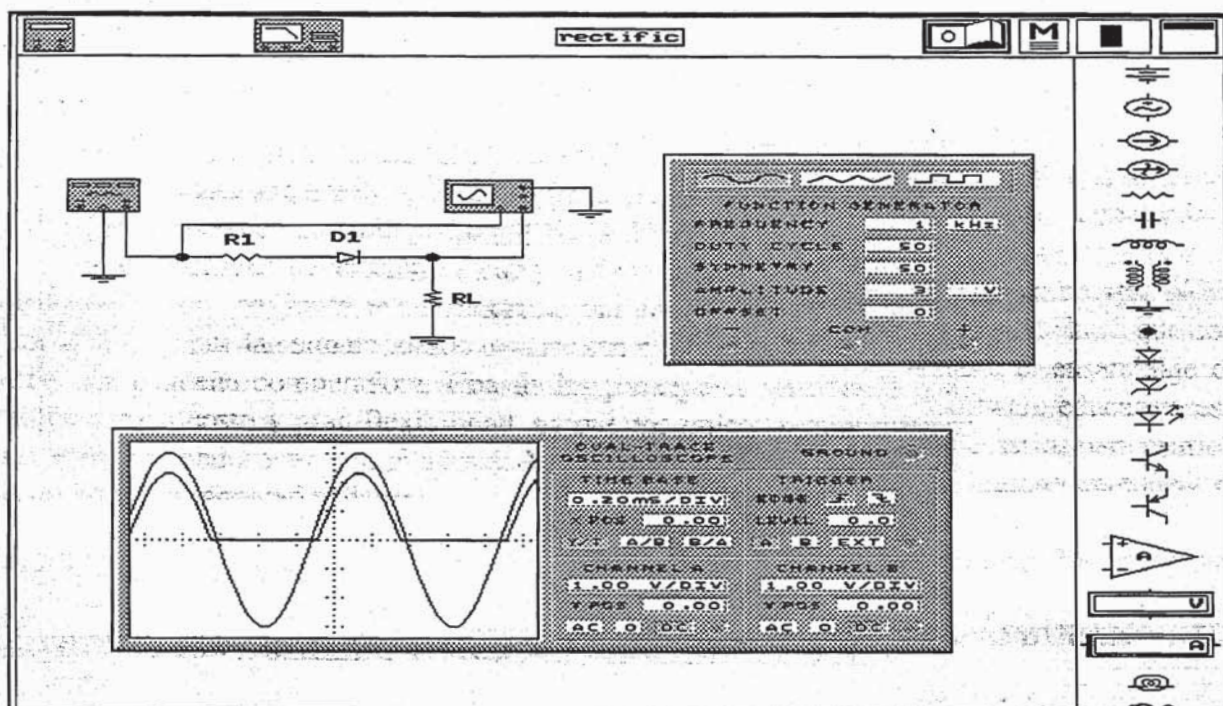 rectific
M
R1 D1
RL
FUNCTION GENERATOR
FREQUENCY 1 kHz
DUTY CYCLE 50
SYMMETRY 50
AMPLITUDE 3 V
OFFSET 0
- COM +
DUAL-TRACE
OSCILLOSCOPE
GROUND
TIME BASE
0.20ms/DIV
X POS 0.00
Y/T A/B B/A
TRIGGER
EDGE
LEVEL 0.0
A B EXT
CHANNEL A
1.00 V/DIV
Y POS 0.00
AC 0 DC
CHANNEL B
1.00 V/DIV
Y POS 0.00
AC 0 DC
A
V
A